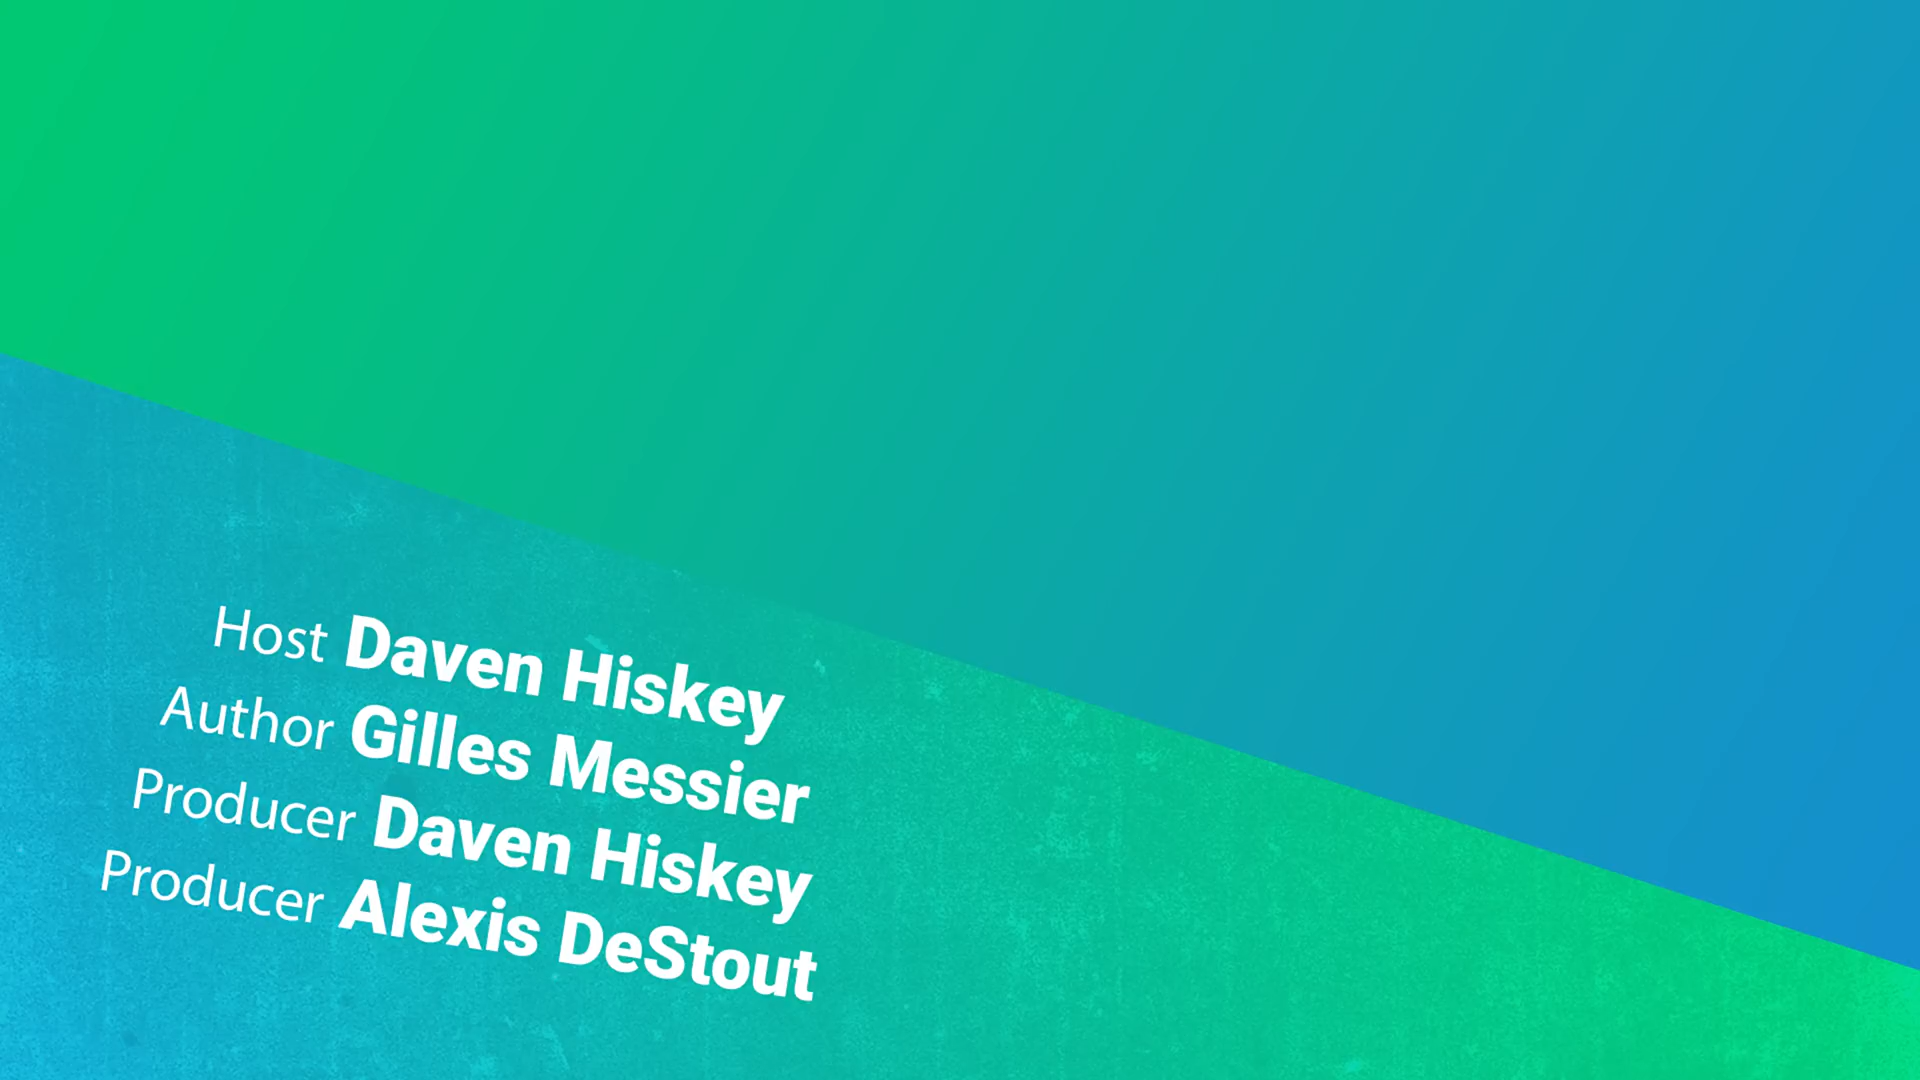 Host Daven Hiskey
Author Gilles Messier
Producer Daven Hiskey
Producer Alexis DeStout